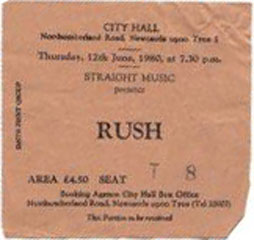 CITY HALL
Northumberland Road, Newcastle upon Tyne 1
Thursday, 12th June, 1980, at 7.30 p.m.
STRAIGHT MUSIC
presents
RUSH
AREA £4.50 SEAT T 8
Booking Agents: City Hall Box Office
Northumberland Road, Newcastle upon Tyne (Tel 20007)
This Portion to be retained